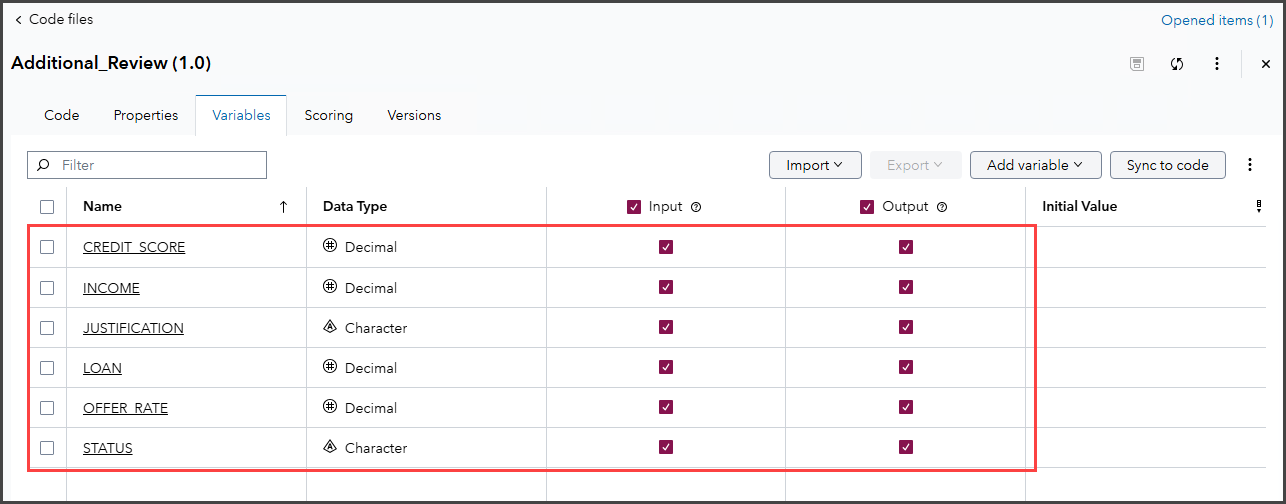 Code files
Opened items (1)
Additional_Review (1.0)
Code Properties Variables Scoring Versions
Filter Import Export Add variable Sync to code
Name Data Type Input Output Initial Value
CREDIT_SCORE Decimal
INCOME Decimal
JUSTIFICATION Character
LOAN Decimal
OFFER_RATE Decimal
STATUS Character